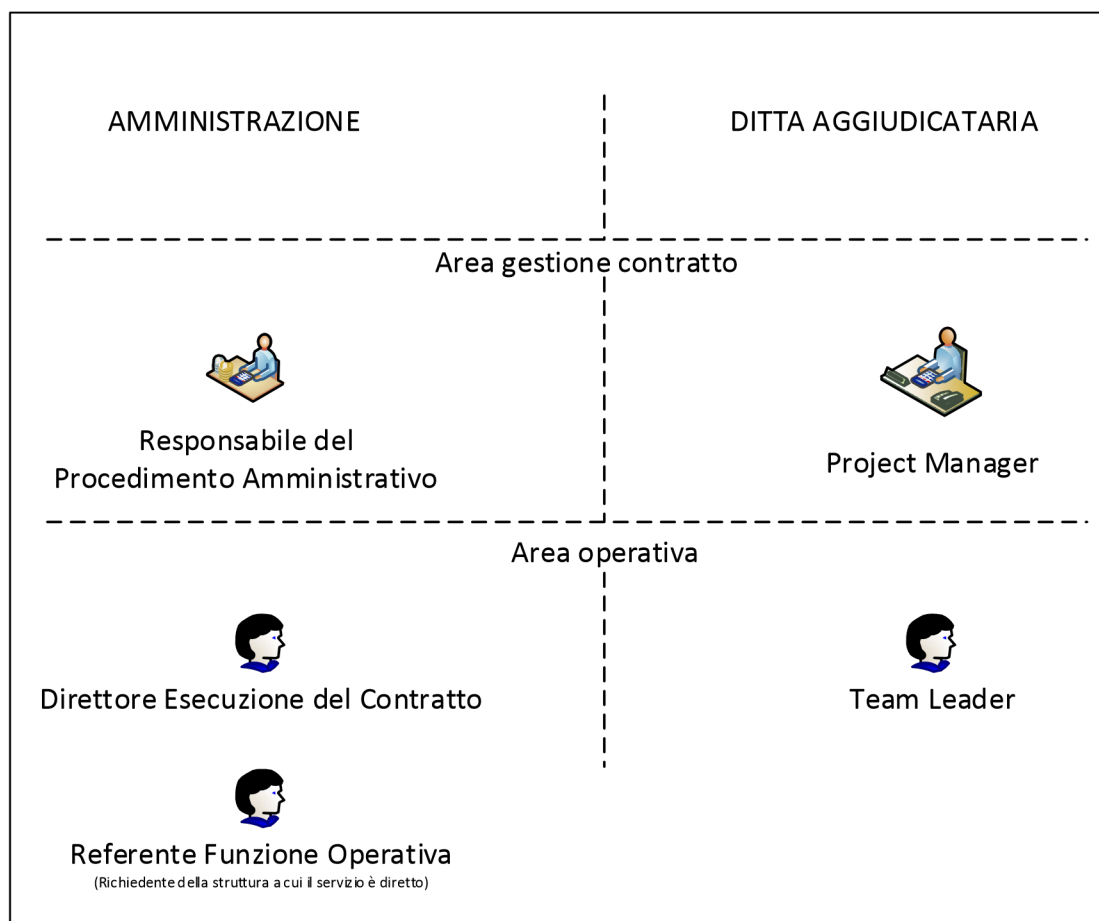 AMMINISTRAZIONE
DITTA AGGIUDICATARIA
Area gestione contratto
Responsabile del
Procedimento Amministrativo
Project Manager
Area operativa
Direttore Esecuzione del Contratto
Team Leader
Referente Funzione Operativa
(Richiedente della struttura a cui il servizio è diretto)